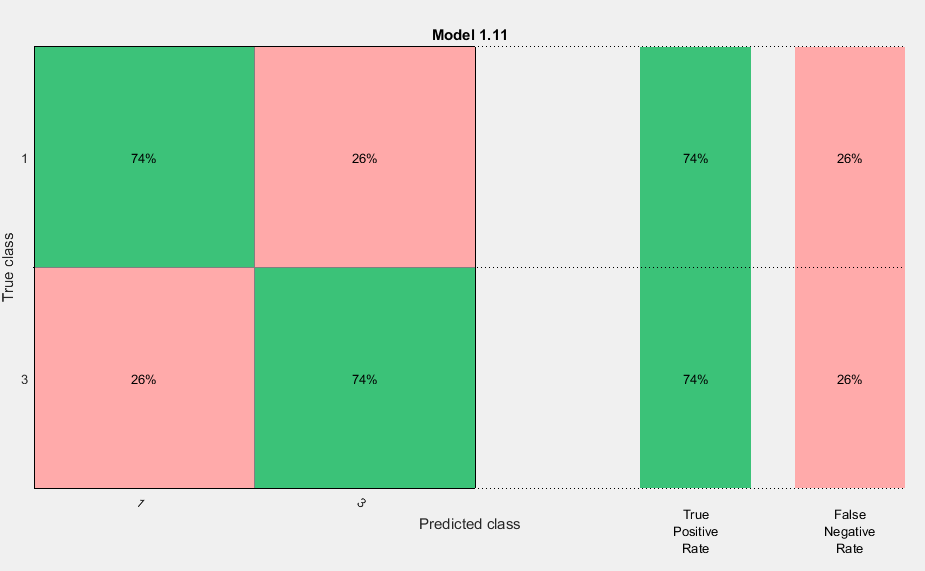 Model 1.11
1
74%
26%
74%
26%
True class
3
26%
74%
74%
26%
1
3
Predicted class
True
Positive
Rate
False
Negative
Rate